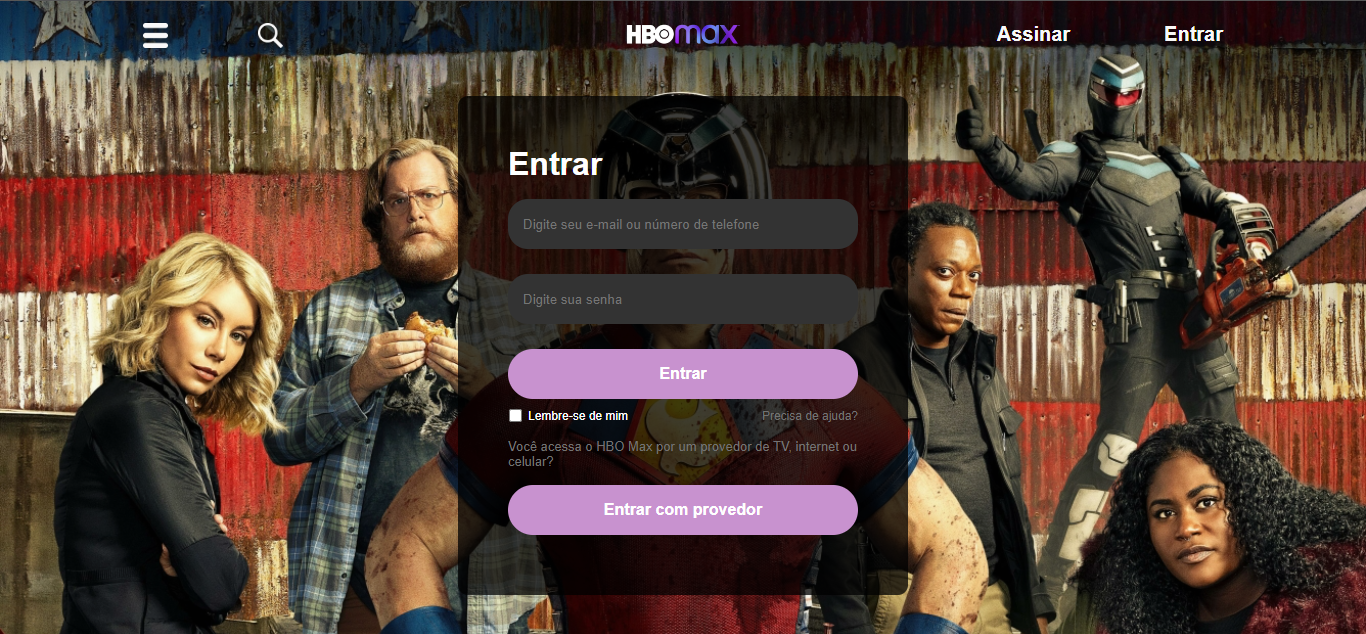 HBOmax
Assinar
Entrar
Entrar
Digite seu e-mail ou número de telefone
Digite sua senha
Entrar
Lembre-se de mim
Precisa de ajuda?
Você acessa o HBO Max por um provedor de TV, internet ou
celular?
Entrar com provedor